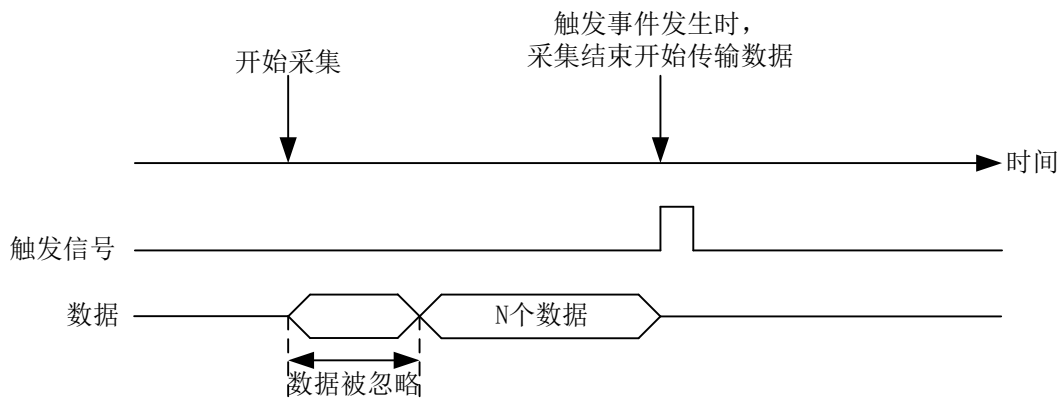 触发事件发生时，
采集结束开始传输数据
开始采集
时间
触发信号
数据
N个数据
数据被忽略